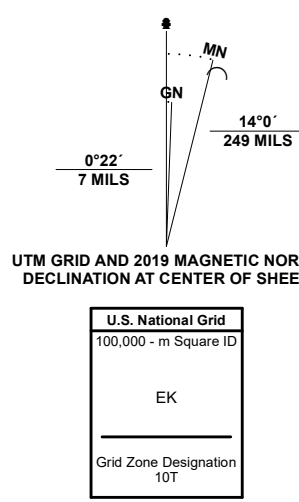 MN
GN
14°0´
249 MILS
0°22´
7 MILS
UTM GRID AND 2019 MAGNETIC NOR
DECLINATION AT CENTER OF SHEE
U.S. National Grid
100,000 - m Square ID
EK
Grid Zone Designation
10T